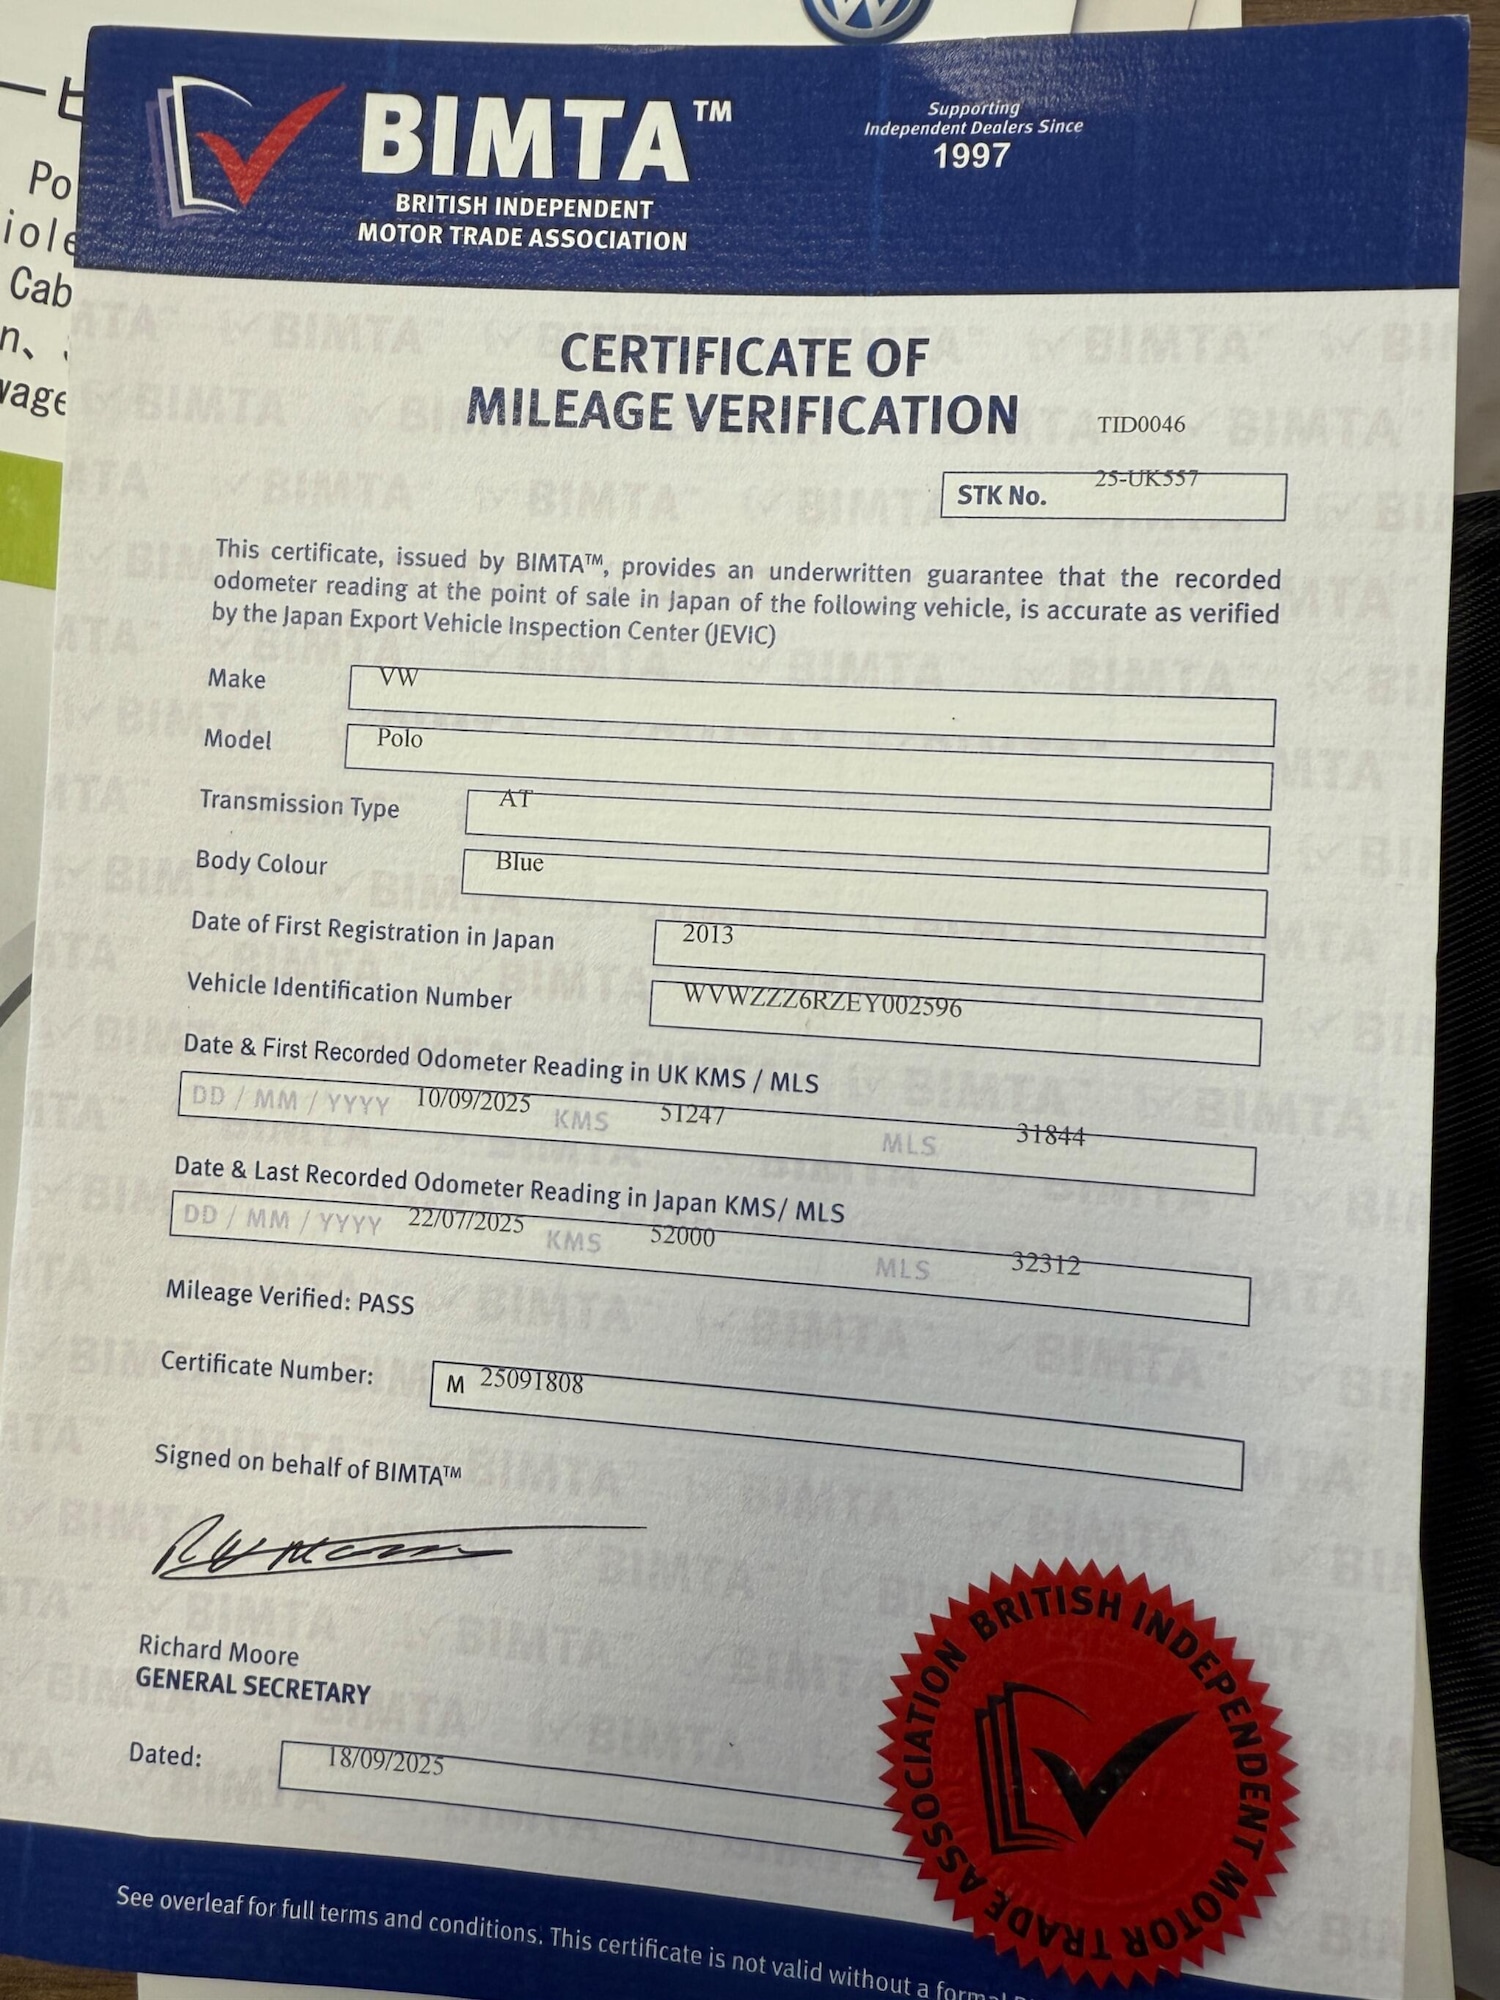 BIMTA™
BRITISH INDEPENDENT
MOTOR TRADE ASSOCIATION
Supporting
Independent Dealers Since
1997
Po
iole
Cab
n、
wage
CERTIFICATE OF
MILEAGE VERIFICATION
TID0046
STK No. 25-UK557
This certificate, issued by BIMTA™, provides an underwritten guarantee that the recorded
odometer reading at the point of sale in Japan of the following vehicle, is accurate as verified
by the Japan Export Vehicle Inspection Center (JEVIC)
Make VW
Model Polo
Transmission Type AT
Body Colour Blue
Date of First Registration in Japan 2013
Vehicle Identification Number WVWZZZ6RZEY002596
Date & First Recorded Odometer Reading in UK KMS / MLS
DD / MM / YYYY 10/09/2025 KMS 51247 MLS 31844
Date & Last Recorded Odometer Reading in Japan KMS/ MLS
DD / MM / YYYY 22/07/2025 KMS 52000 MLS 32312
Mileage Verified: PASS
Certificate Number: M 25091808
Signed on behalf of BIMTA™
Richard Moore
GENERAL SECRETARY
Dated: 18/09/2025
BRITISH INDEPENDENT MOTOR TRADE ASSOCIATION
See overleaf for full terms and conditions. This certificate is not valid without a formal